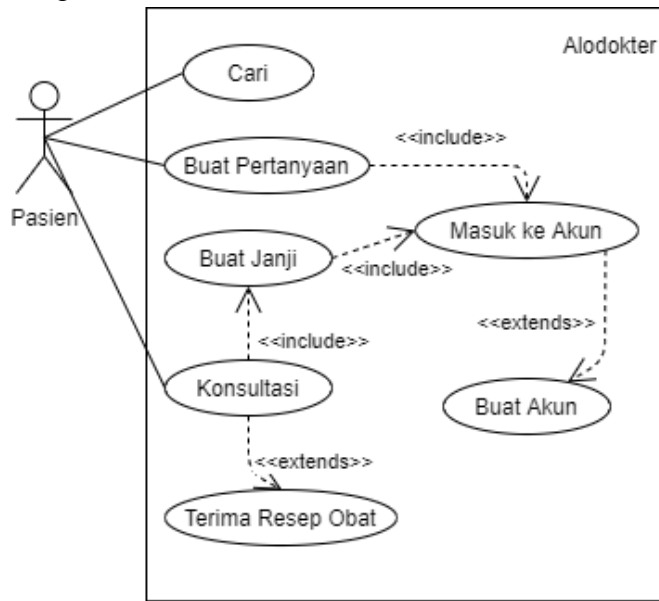 Alodokter
Cari
<<include>>
Buat Pertanyaan
Pasien
Masuk ke Akun
Buat Janji
<<include>>
<<extends>>
<<include>>
Konsultasi
Buat Akun
<<extends>>
Terima Resep Obat